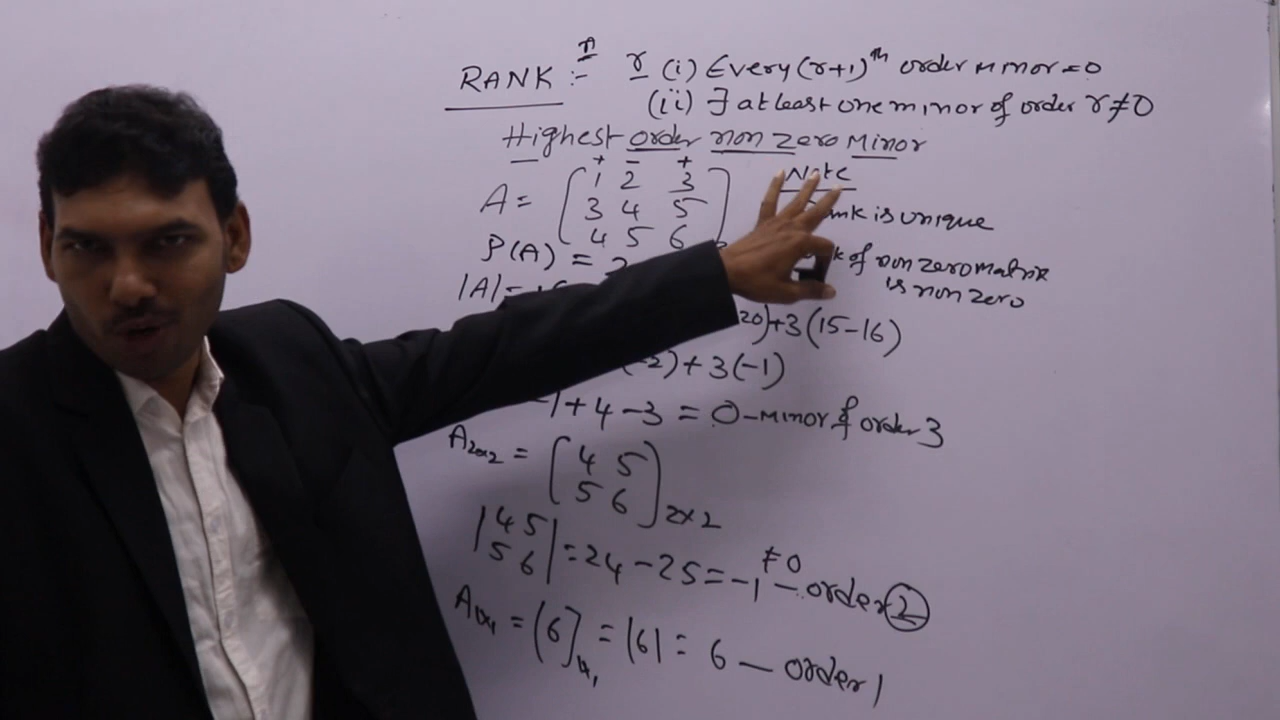 RANK :- r (i) Every (r+1)th order minor = 0
(ii) ∃ at least one minor of order r ≠ 0
Highest order non zero Minor
+ - +
A = ( 1 2 3
3 4 5
4 5 6 )
ρ(A) =
|A| =
20)+3(15-16)
-2) + 3(-1)
-1+4-3 = 0 - Minor of order 3
A2x2 = ( 4 5
5 6 ) 2x2
| 4 5
5 6 | = 24-25 = -1 ≠0 - order 2
A1x1 = (6)1x1 = |6| = 6 - order 1
Note
is unique
of non zero matrix
is non zero